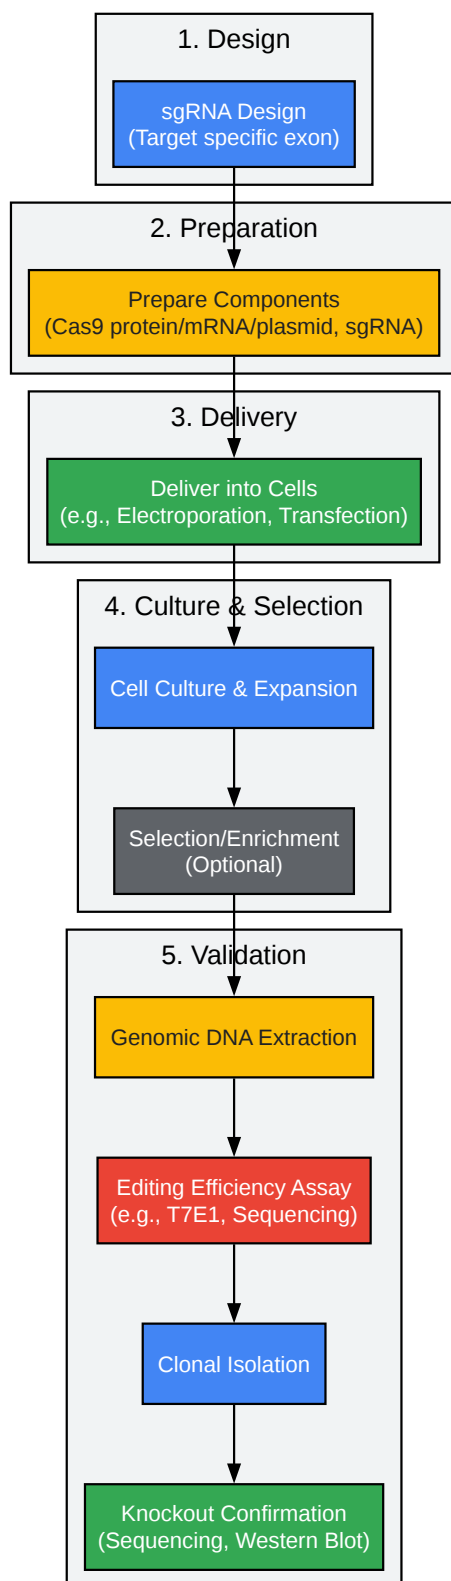 1. Design
sgRNA Design
(Target specific exon)
2. Preparation
Prepare Components
(Cas9 protein/mRNA/plasmid, sgRNA)
3. Delivery
Deliver into Cells
(e.g., Electroporation, Transfection)
4. Culture & Selection
Cell Culture & Expansion
Selection/Enrichment
(Optional)
5. Validation
Genomic DNA Extraction
Editing Efficiency Assay
(e.g., T7E1, Sequencing)
Clonal Isolation
Knockout Confirmation
(Sequencing, Western Blot)